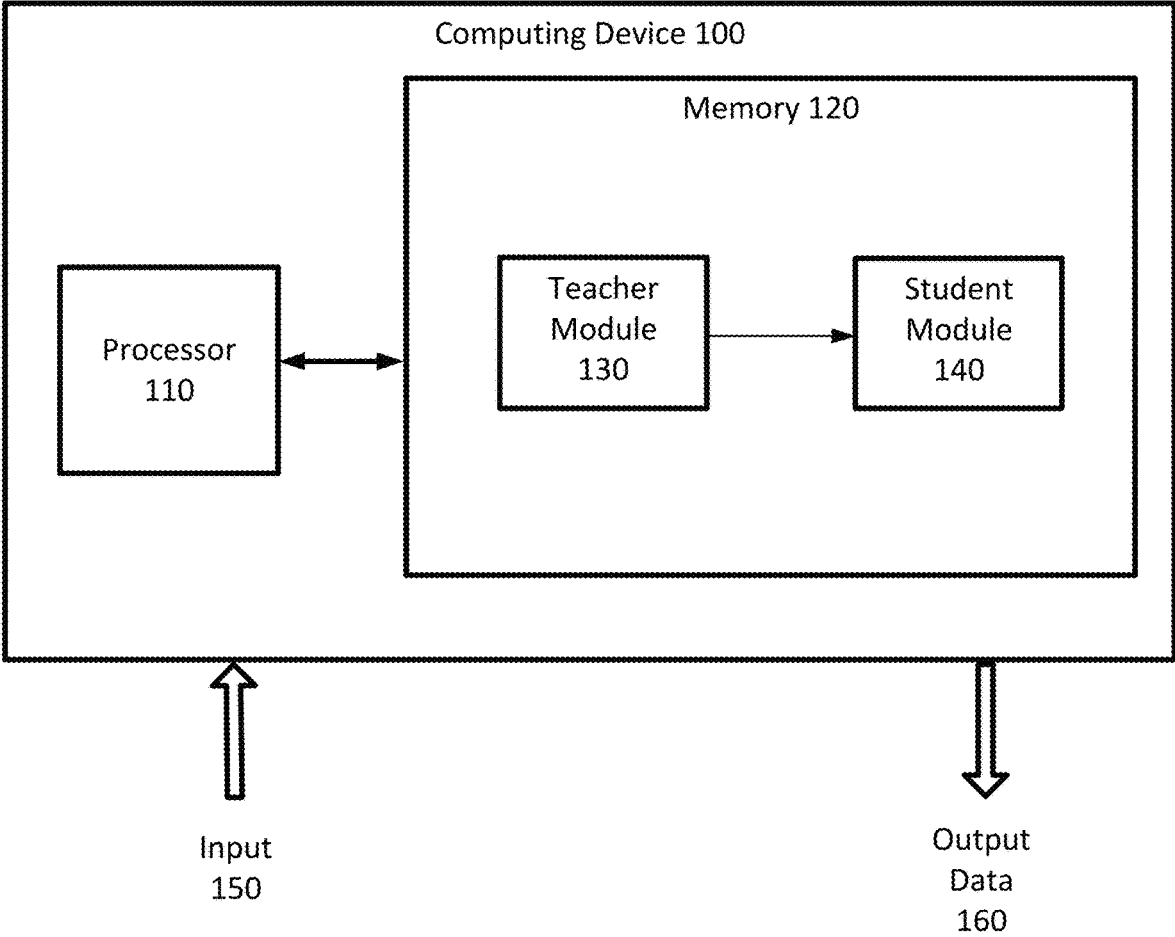 Computing Device 100
Memory 120
Processor
110
Teacher
Module
130
Student
Module
140
Input
150
Output
Data
160